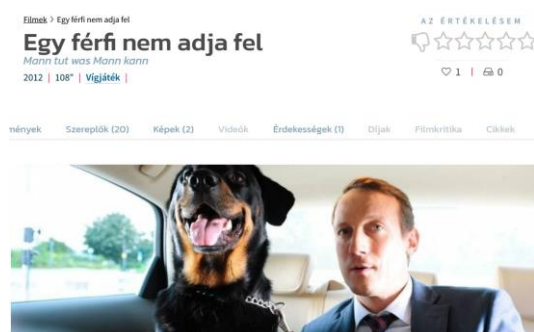 Filmek > Egy férfi nem adja fel
AZ ÉRTÉKELÉSEM
Egy férfi nem adja fel
Mann tut was Mann kann
2012 | 108" | Vígjáték |
1 | 0
mények Szereplők (20) Képek (2) Videók Érdekességek (1) Díjak Filmkritika Cikkek